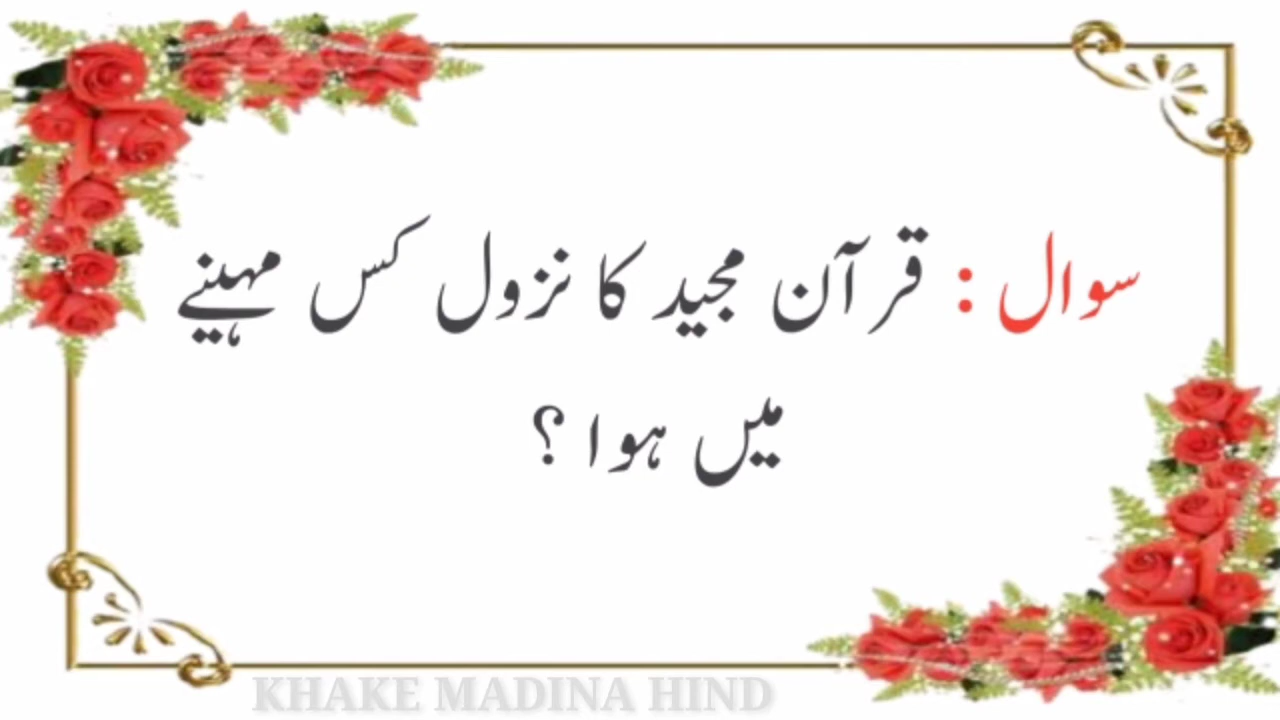 سوال : قرآن مجید کا نزول کس مہینے
میں ہوا ؟
KHAKE MADINA HIND